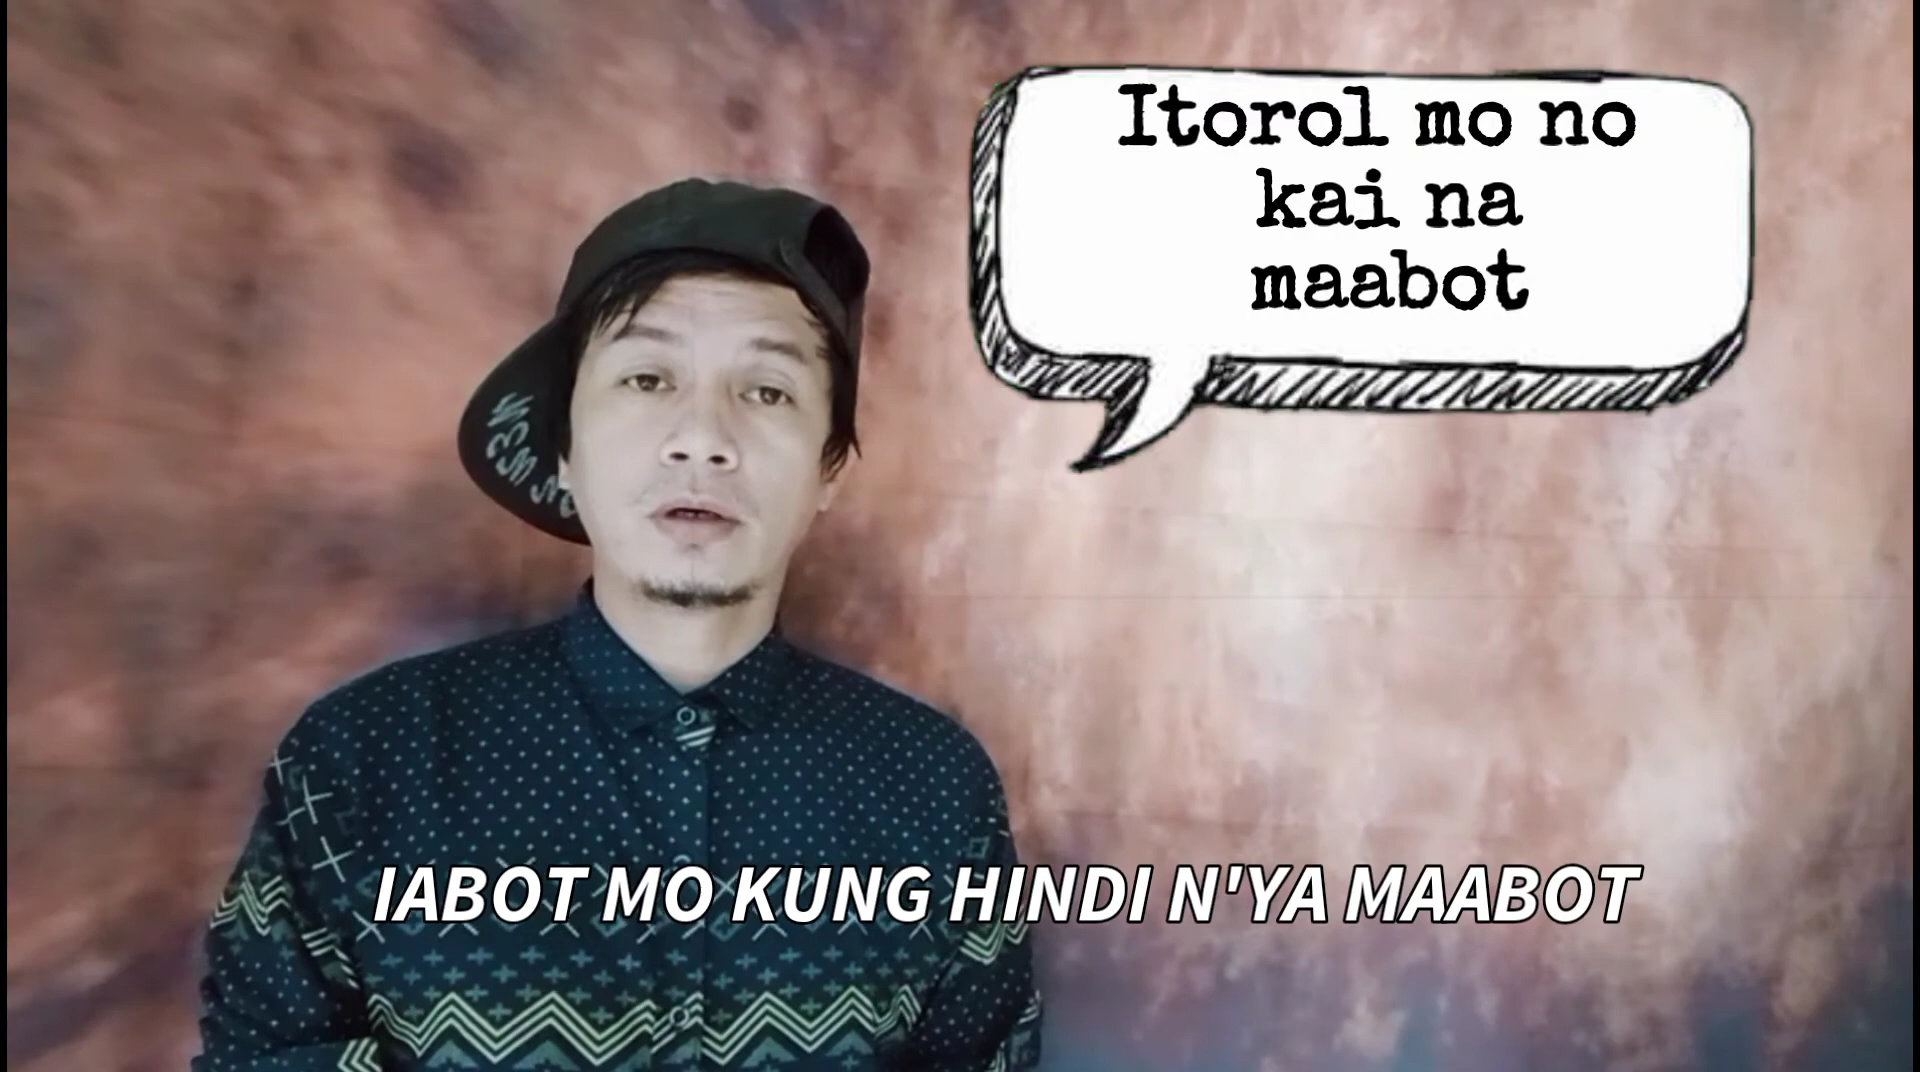 Itorol mo no
kai na
maabot
IABOT MO KUNG HINDI N'YA MAABOT